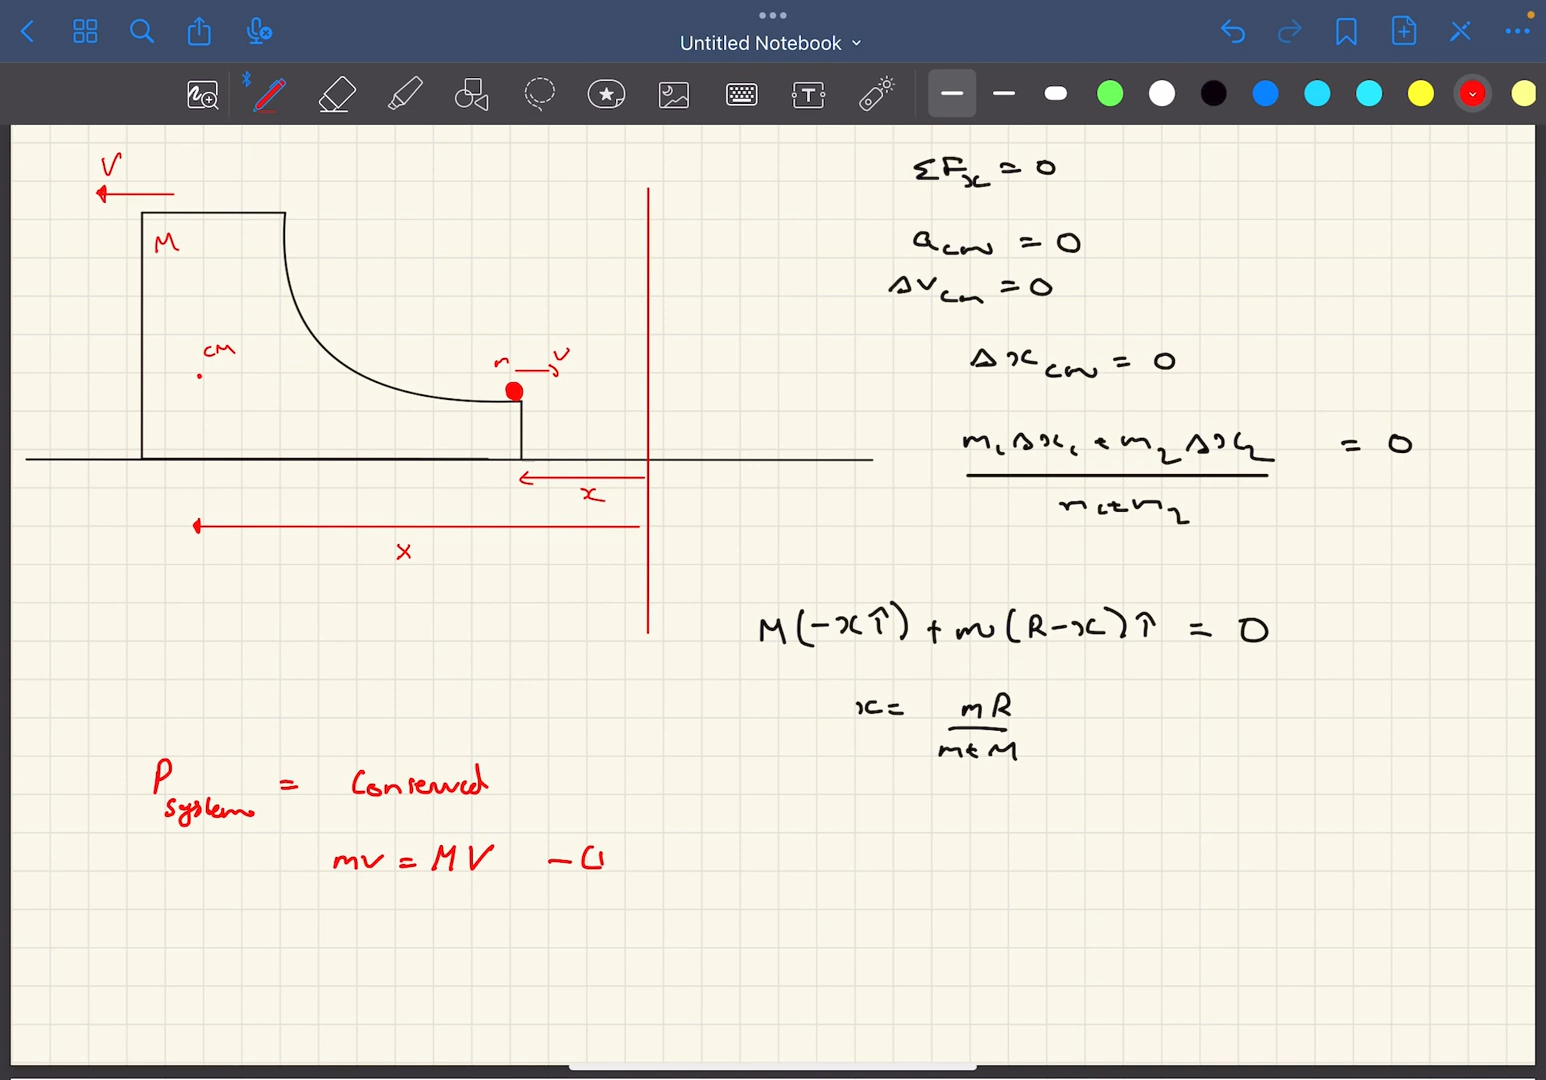 Untitled Notebook
T
V
M
CM
m v
x
X
P system = Conserved
mv = MV
ΣFx = 0
acm = 0
Δvcm = 0
Δxcm = 0
m₁Δx₁ + m₂Δx₂ = 0
m₁+m₂
M(-xî) + m(R-x)î = 0
x = mR
m+M